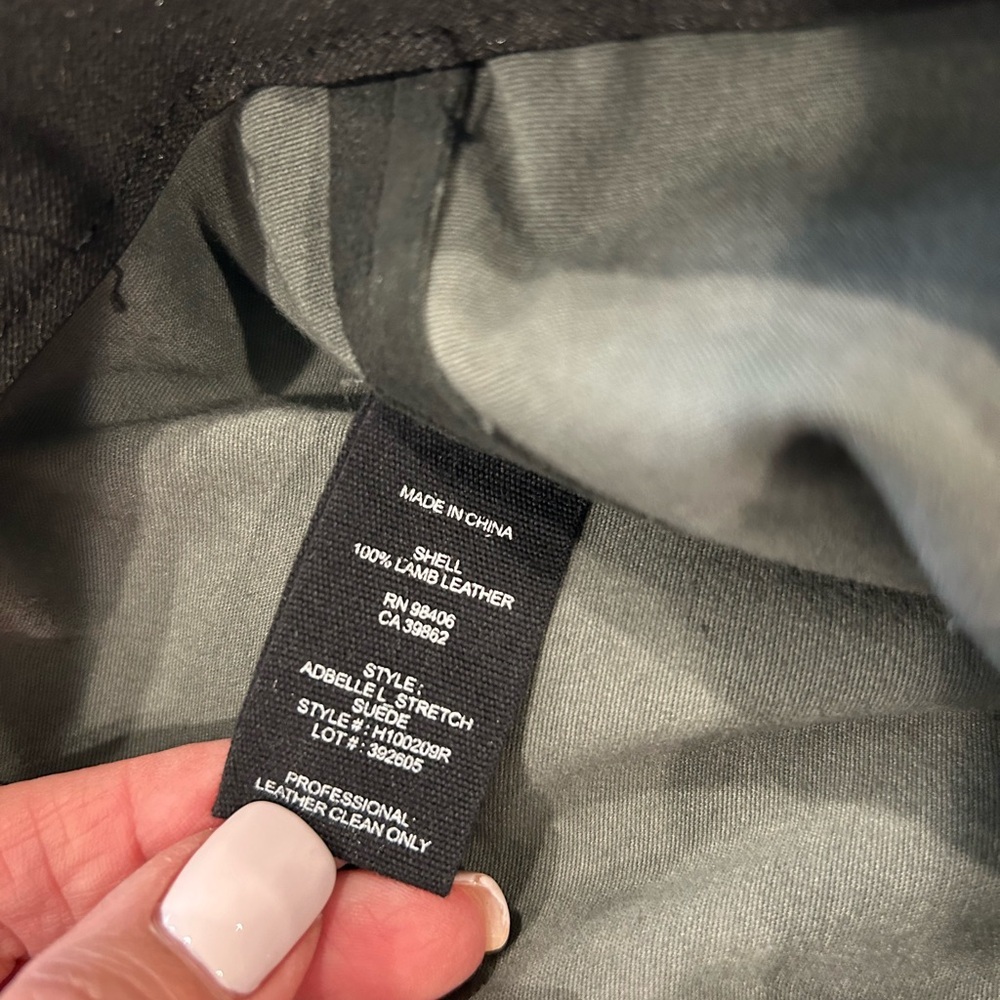 MADE IN CHINA
SHELL
100% LAMB LEATHER
RN 98406
CA 39862
STYLE:
ADBELLE L_STRETCH
SUEDE
STYLE #: H100209R
LOT #: 392605
PROFESSIONAL
LEATHER CLEAN ONLY